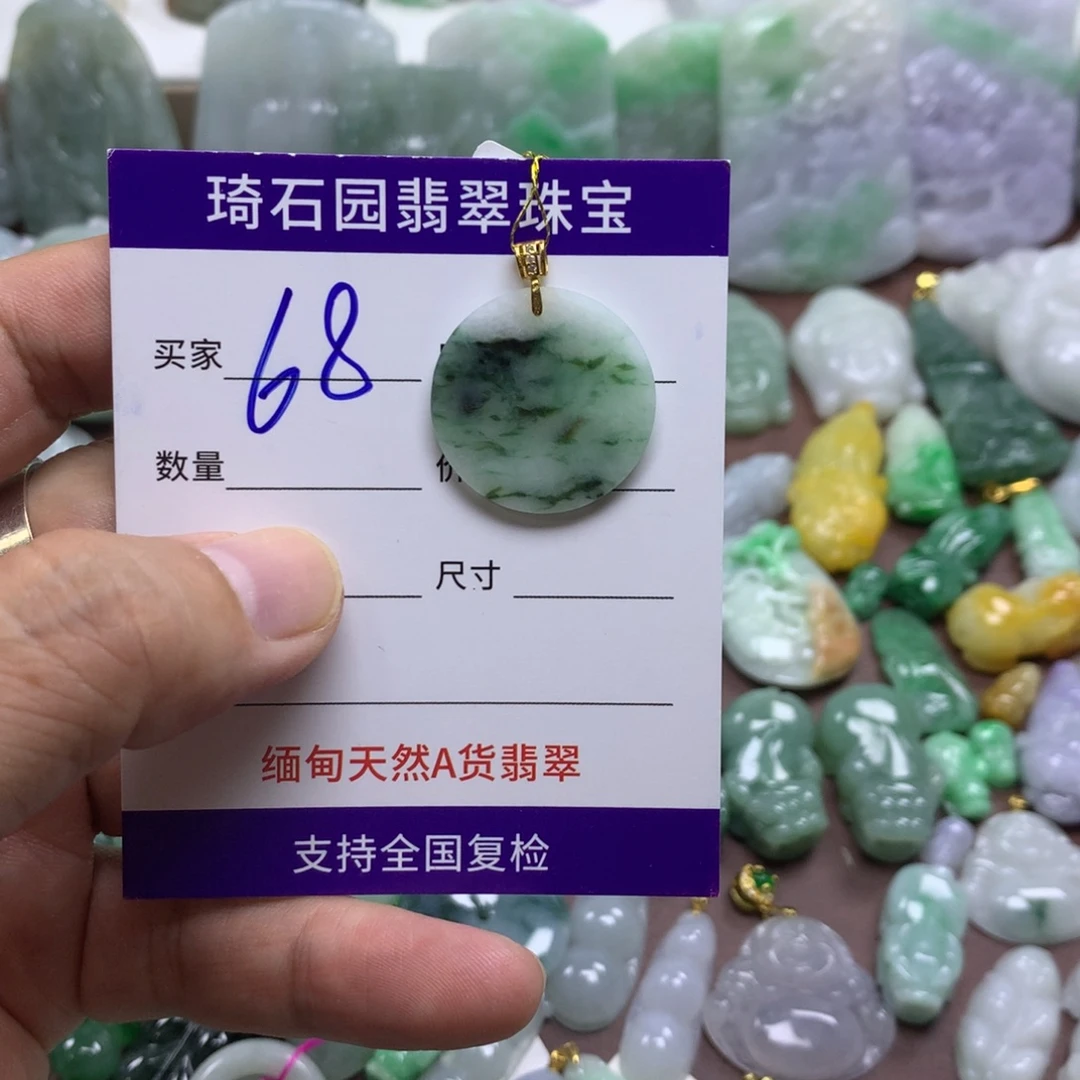 琦石园翡翠珠宝
买家 68
数量
尺寸
缅甸天然A货翡翠
支持全国复检